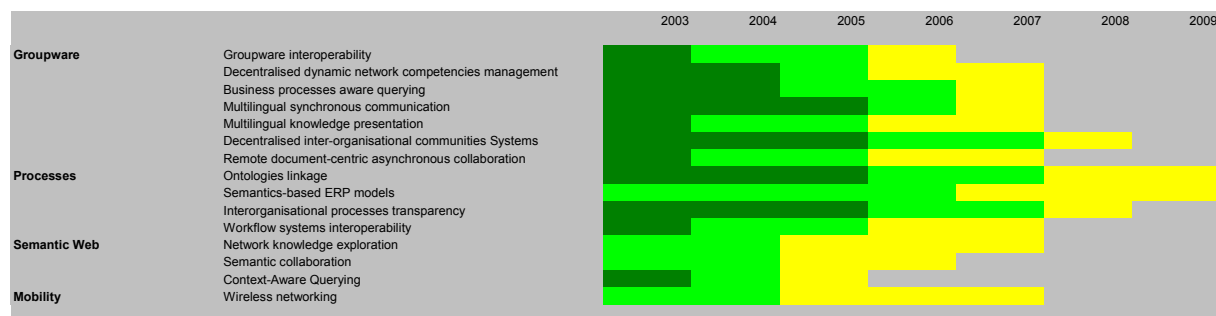 2003 2004 2005 2006 2007 2008 2009
Groupware Groupware interoperability
Decentralised dynamic network competencies management
Business processes aware querying
Multilingual synchronous communication
Multilingual knowledge presentation
Decentralised inter-organisational communities Systems
Remote document-centric asynchronous collaboration
Processes Ontologies linkage
Semantics-based ERP models
Interorganisational processes transparency
Workflow systems interoperability
Semantic Web Network knowledge exploration
Semantic collaboration
Context-Aware Querying
Mobility Wireless networking